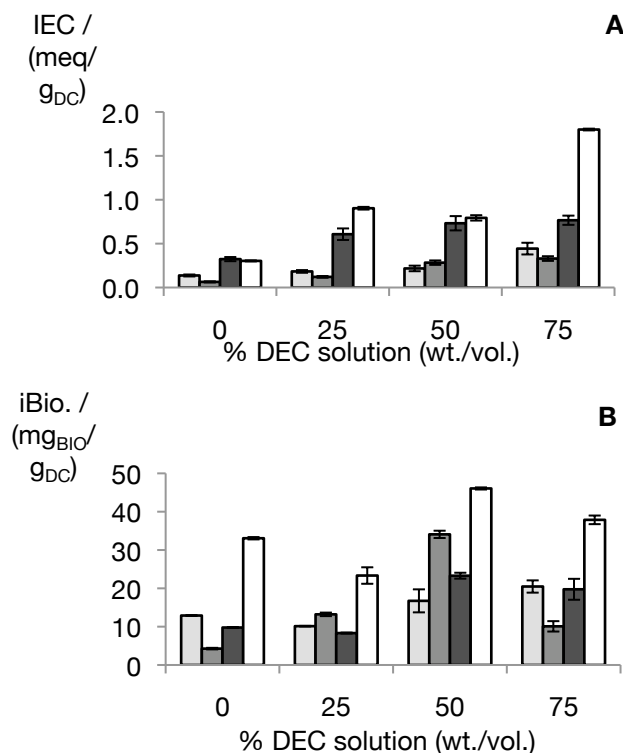 IEC /
(meq/
gDC)
A
2.0
1.5
1.0
0.5
0.0
0 25 50 75
% DEC solution (wt./vol.)
iBio. /
(mgBIO/
gDC)
B
50
40
30
20
10
0
0 25 50 75
% DEC solution (wt./vol.)